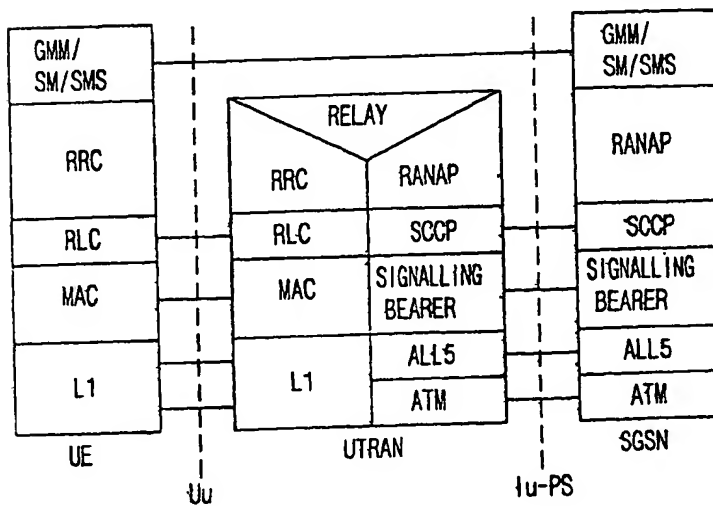 GMM/
SM/SMS
RRC
RLC
MAC
L1
UE
Uu
RELAY
RRC
RANAP
RLC
SCCP
MAC
SIGNALLING
BEARER
L1
ALL5
ATM
UTRAN
Iu-PS
GMM/
SM/SMS
RANAP
SCCP
SIGNALLING
BEARER
ALL5
ATM
SGSN